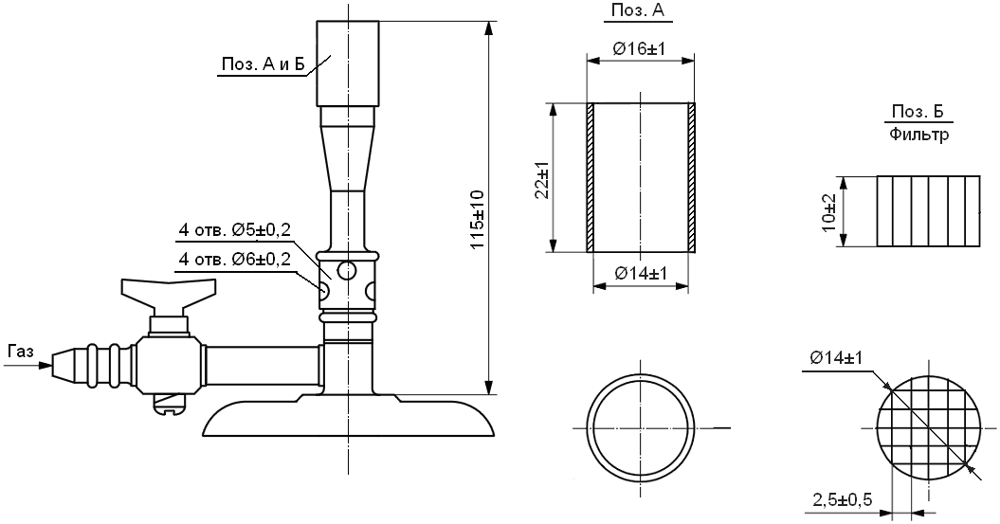 Поз. А и Б
115±10
4 отв. Ø5±0,2
4 отв. Ø6±0,2
Газ
Поз. А
Ø16±1
22±1
Ø14±1
Поз. Б
Фильтр
10±2
Ø14±1
2,5±0,5